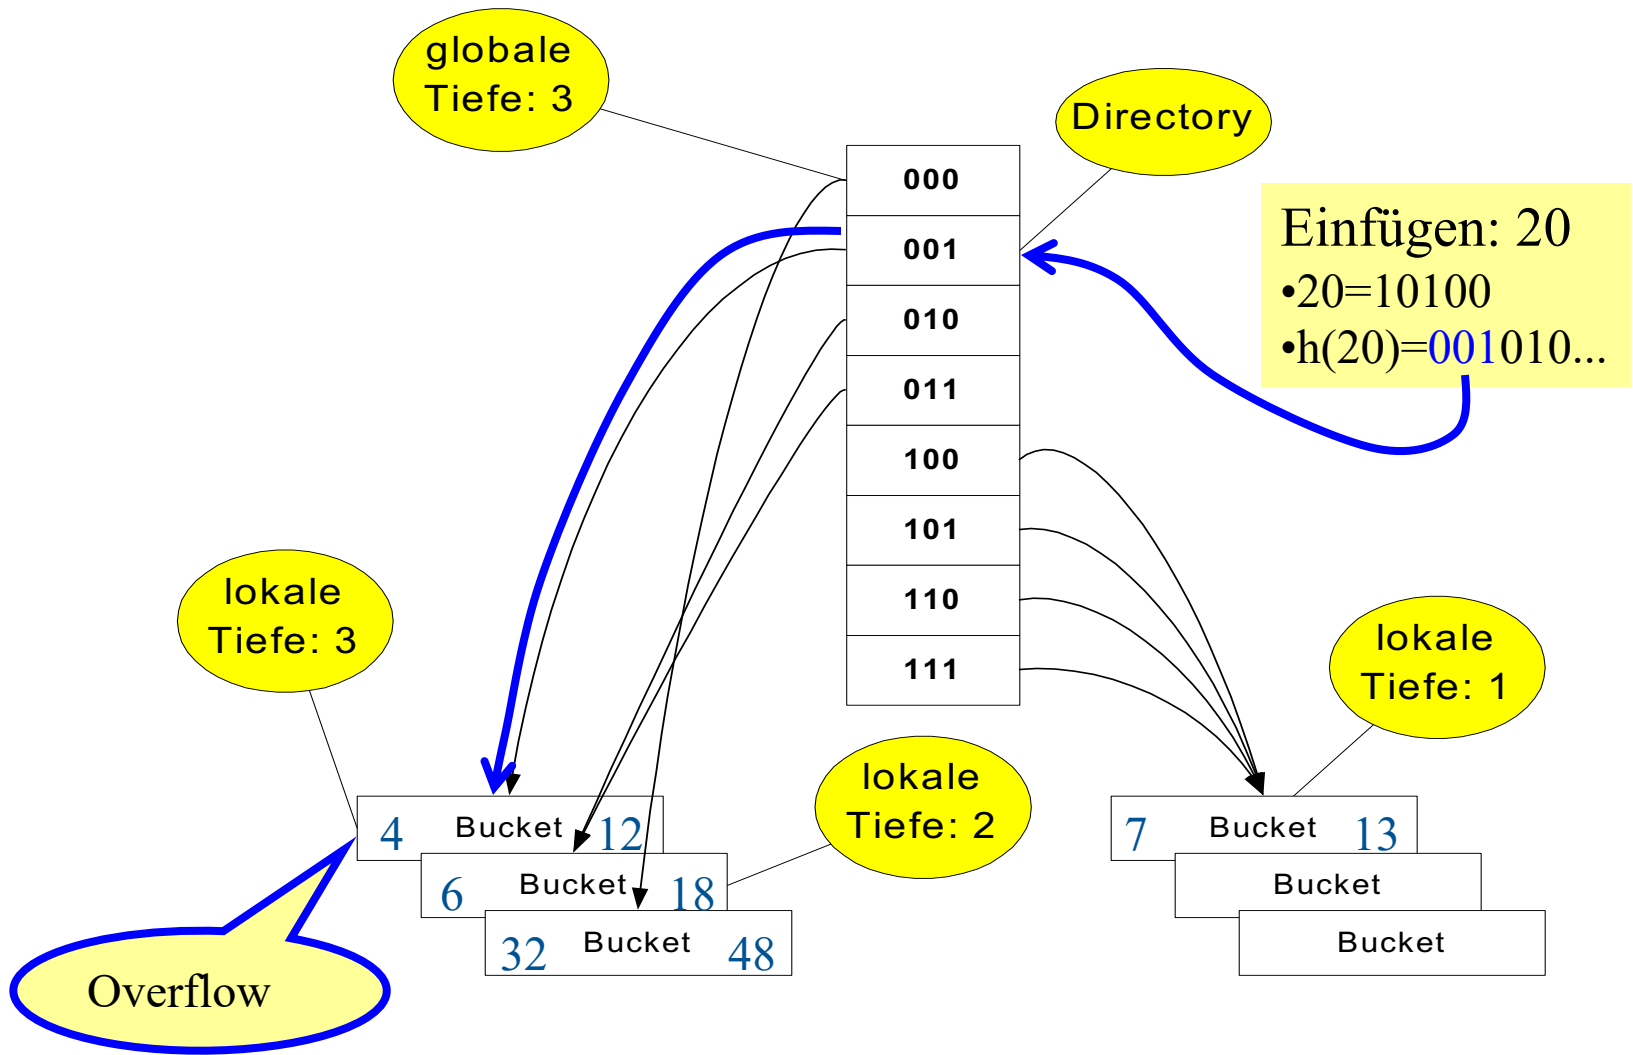 globale
Tiefe: 3
Directory
000
001
010
011
100
101
110
111
Einfügen: 20
•20=10100
•h(20)=001010...
lokale
Tiefe: 3
lokale
Tiefe: 1
lokale
Tiefe: 2
4 Bucket 12
6 Bucket 18
32 Bucket 48
7 Bucket 13
Bucket
Bucket
Overflow